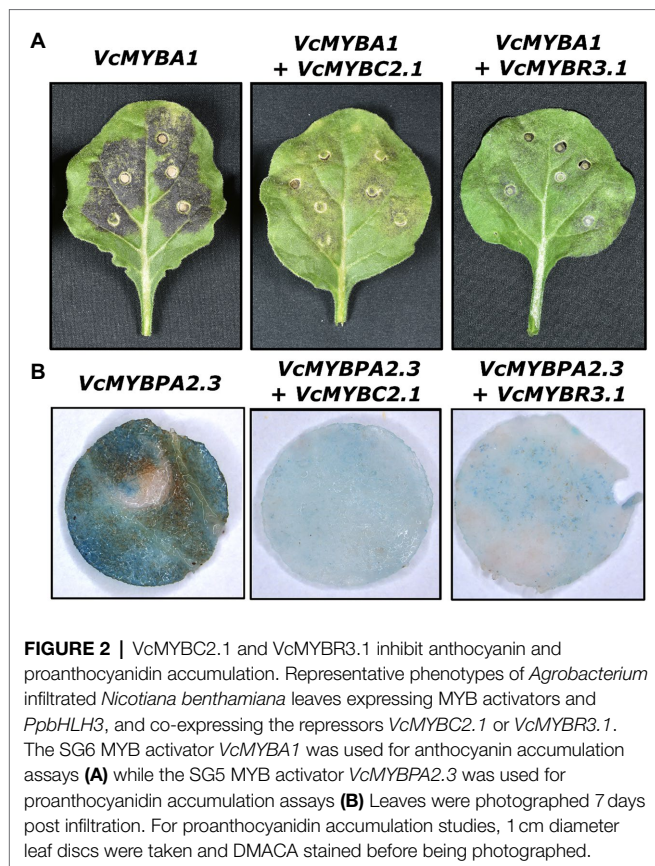 A
VcMYBA1
VcMYBA1
+ VcMYBC2.1
VcMYBA1
+ VcMYBR3.1
B
VcMYBPA2.3
VcMYBPA2.3
+ VcMYBC2.1
VcMYBPA2.3
+ VcMYBR3.1
FIGURE 2 | VcMYBC2.1 and VcMYBR3.1 inhibit anthocyanin and
proanthocyanidin accumulation. Representative phenotypes of Agrobacterium
infiltrated Nicotiana benthamiana leaves expressing MYB activators and
PpbHLH3, and co-expressing the repressors VcMYBC2.1 or VcMYBR3.1.
The SG6 MYB activator VcMYBA1 was used for anthocyanin accumulation
assays (A) while the SG5 MYB activator VcMYBPA2.3 was used for
proanthocyanidin accumulation assays (B) Leaves were photographed 7 days
post infiltration. For proanthocyanidin accumulation studies, 1 cm diameter
leaf discs were taken and DMACA stained before being photographed.